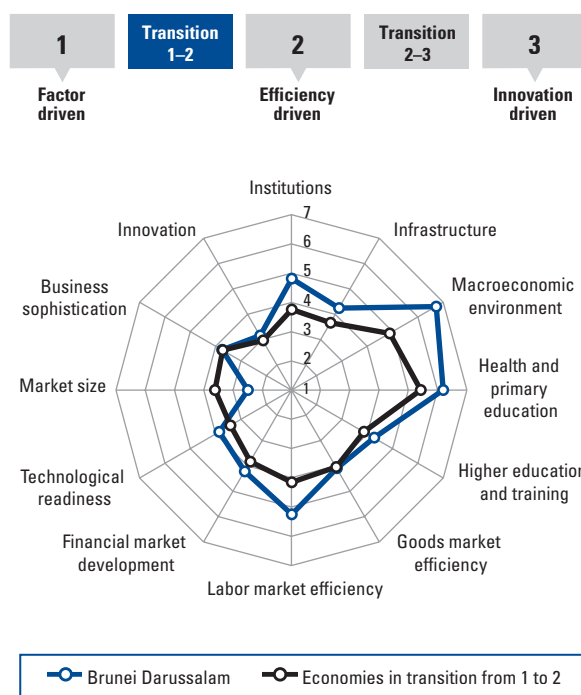 1
Transition
1–2
2
Transition
2–3
3
Factor
driven
Efficiency
driven
Innovation
driven
Institutions
7
6
5
4
3
2
1
Infrastructure
Macroeconomic
environment
Health and
primary
education
Higher education
and training
Goods market
efficiency
Labor market efficiency
Financial market
development
Technological
readiness
Market size
Business
sophistication
Innovation
Brunei Darussalam
Economies in transition from 1 to 2